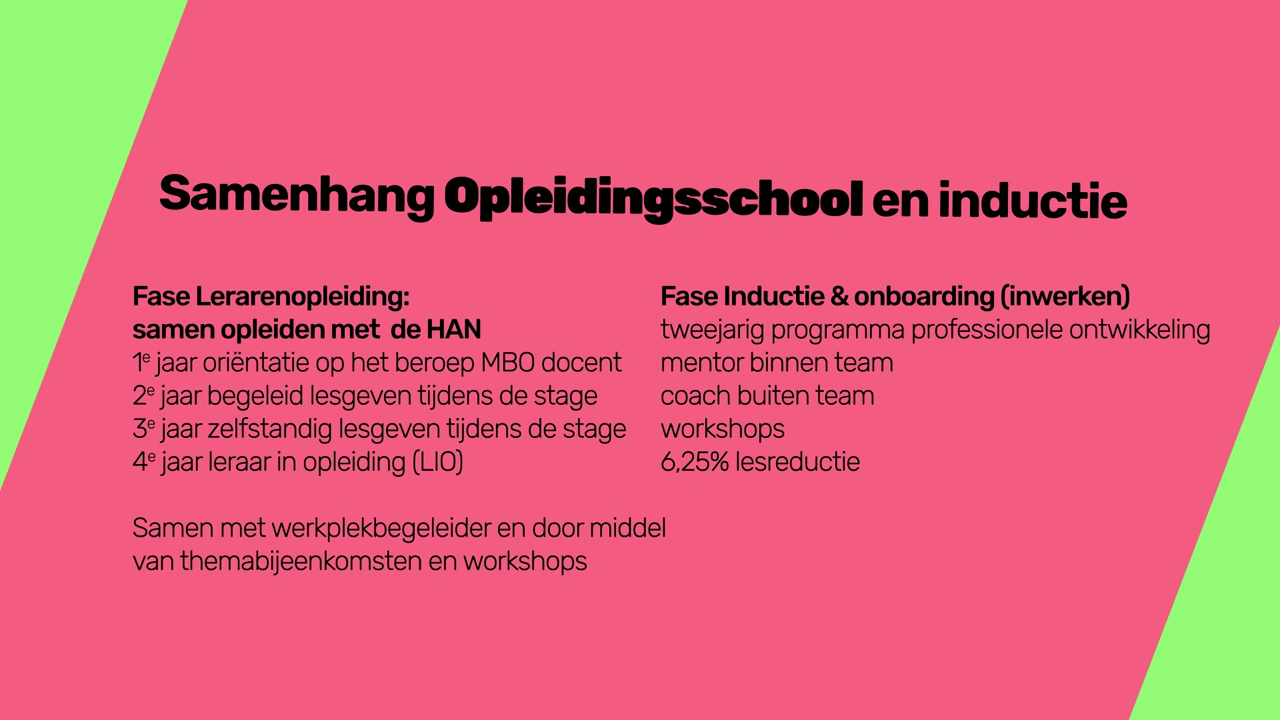 Samenhang Opleidingsschool en inductie
Fase Lerarenopleiding:
samen opleiden met  de HAN
1e jaar oriëntatie op het beroep MBO docent
2e jaar begeleid lesgeven tijdens de stage
3e jaar zelfstandig lesgeven tijdens de stage
4e jaar leraar in opleiding (LIO)
Samen met werkplekbegeleider en door middel
van themabijeenkomsten en workshops
Fase Inductie & onboarding (inwerken)
tweejarig programma professionele ontwikkeling
mentor binnen team
coach buiten team
workshops
6,25% lesreductie